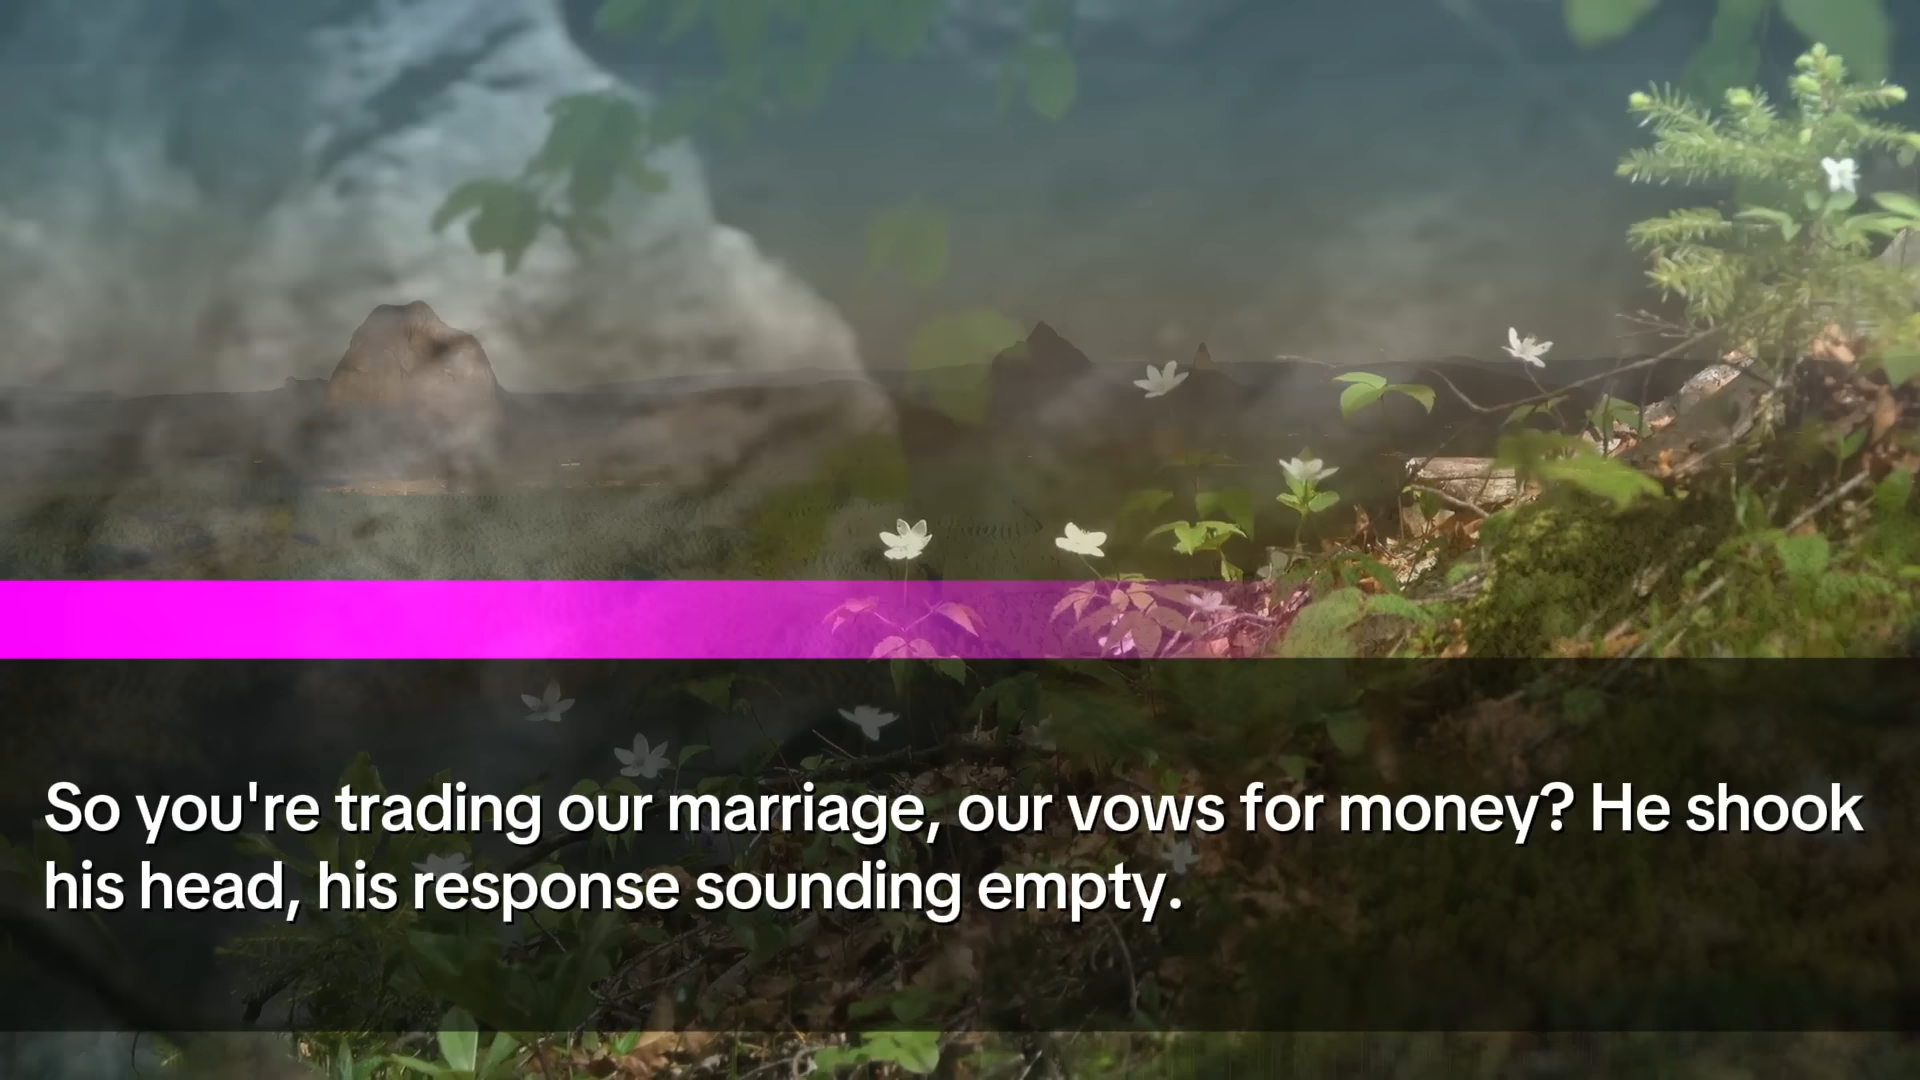 So you're trading our marriage, our vows for money? He shook
his head, his response sounding empty.